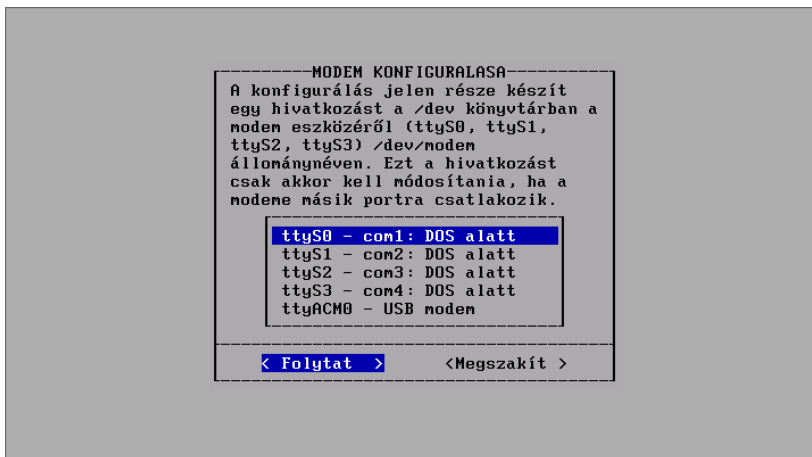 MODEM KONFIGURALASA
A konfigurálás jelen része készít
egy hivatkozást a /dev könyvtárban a
modem eszközéről (ttyS0, ttyS1,
ttyS2, ttyS3) /dev/modem
állománynéven. Ezt a hivatkozást
csak akkor kell módosítania, ha a
modeme másik portra csatlakozik.
ttyS0 - com1: DOS alatt
ttyS1 - com2: DOS alatt
ttyS2 - com3: DOS alatt
ttyS3 - com4: DOS alatt
ttyACM0 - USB modem
< Folytat > <Megszakít >